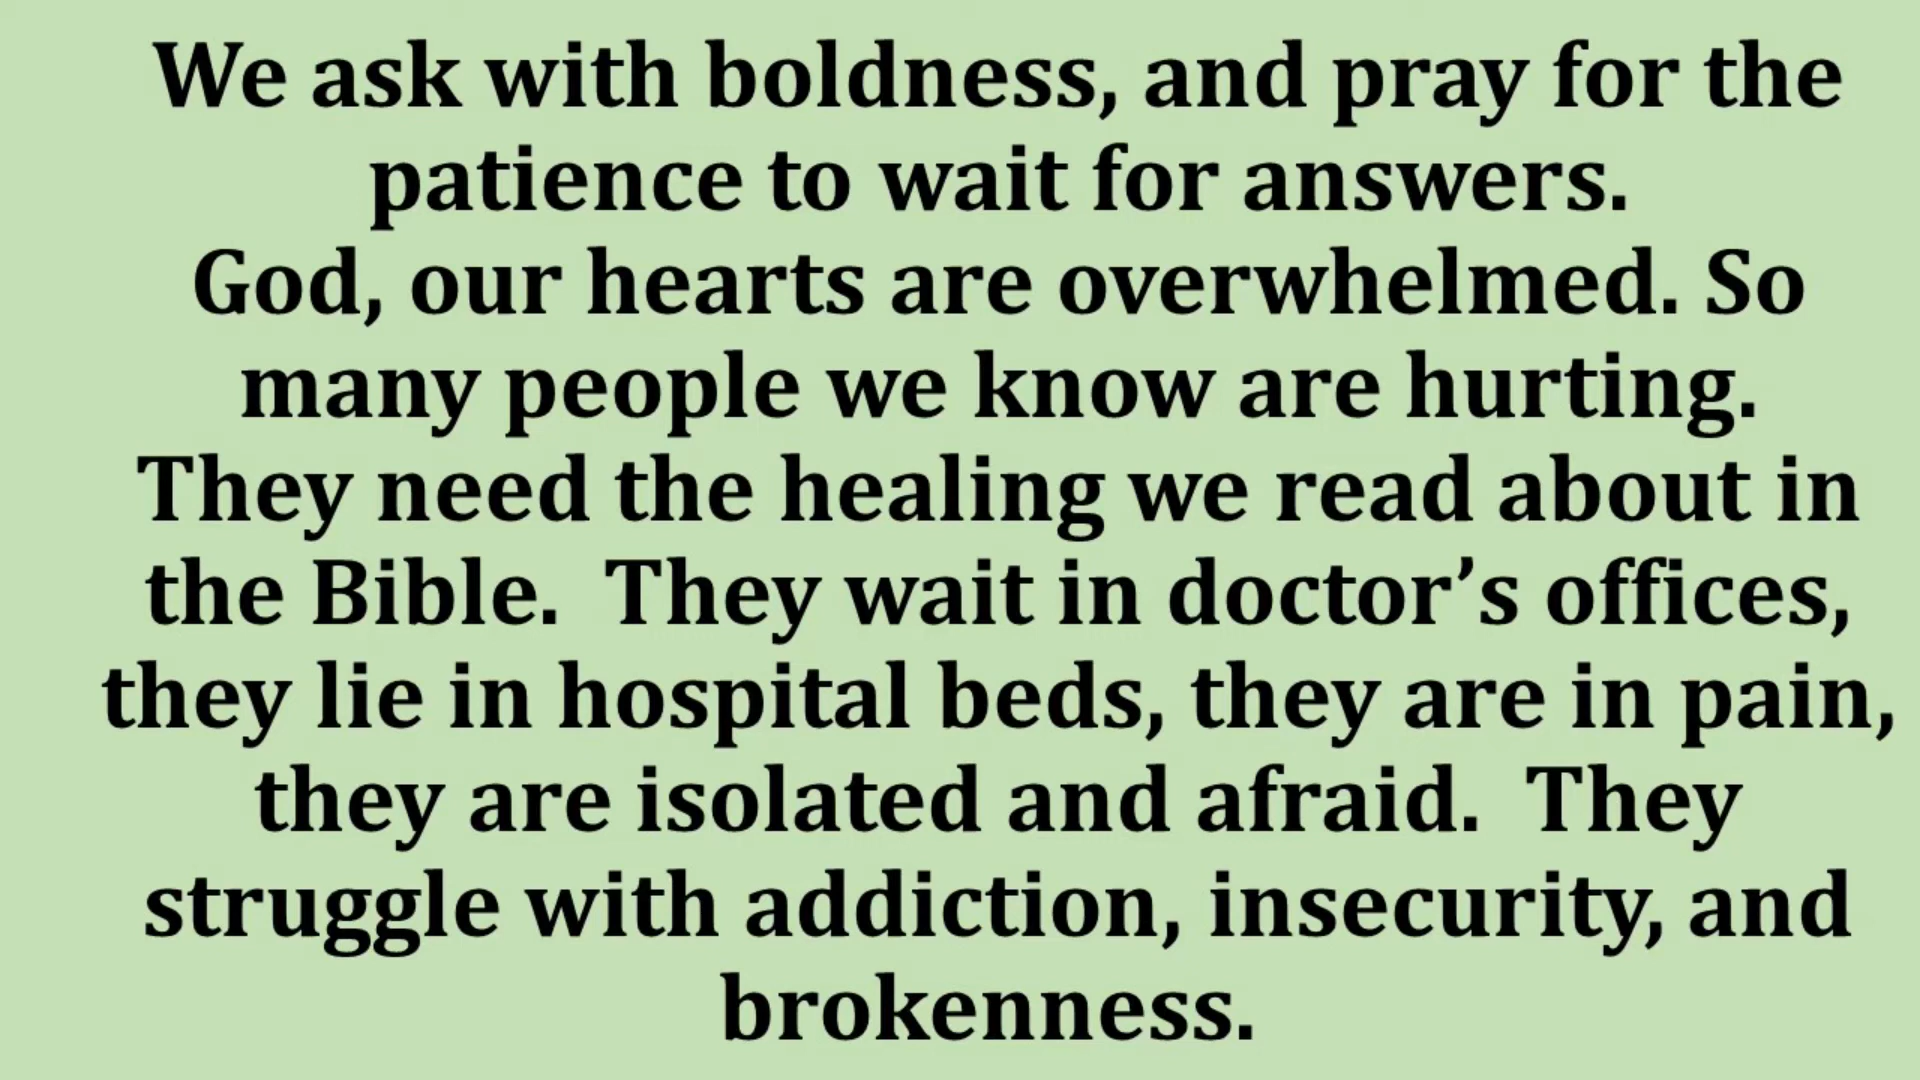 We ask with boldness, and pray for the
patience to wait for answers.
God, our hearts are overwhelmed. So
many people we know are hurting.
They need the healing we read about in
the Bible.  They wait in doctor’s offices,
they lie in hospital beds, they are in pain,
they are isolated and afraid.  They
struggle with addiction, insecurity, and
brokenness.